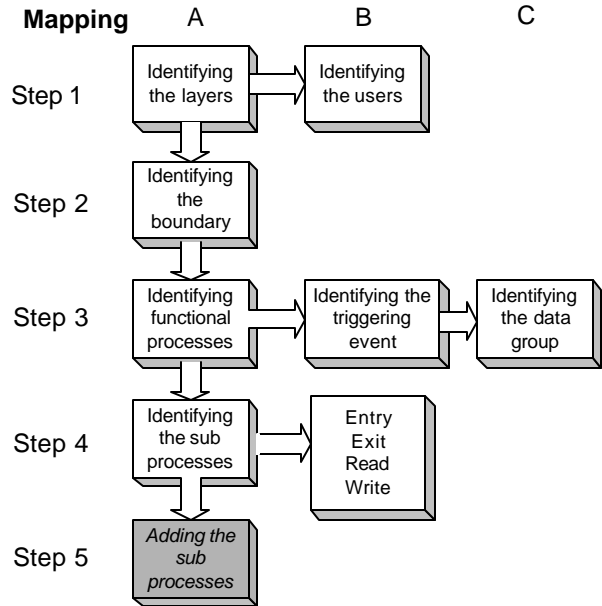 Mapping A B C
Step 1
Identifying
the layers
Identifying
the users
Step 2
Identifying
the
boundary
Step 3
Identifying
functional
processes
Identifying the
triggering
event
Identifying
the data
group
Step 4
Identifying
the sub
processes
Entry
Exit
Read
Write
Step 5
Adding the
sub
processes